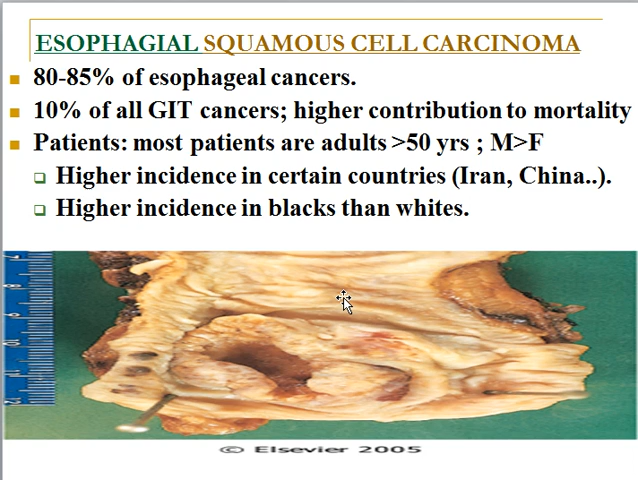 ESOPHAGIAL SQUAMOUS CELL CARCINOMA
80-85% of esophageal cancers.
10% of all GIT cancers; higher contribution to mortality
Patients: most patients are adults >50 yrs ; M>F
Higher incidence in certain countries (Iran, China..).
Higher incidence in blacks than whites.
© Elsevier 2005